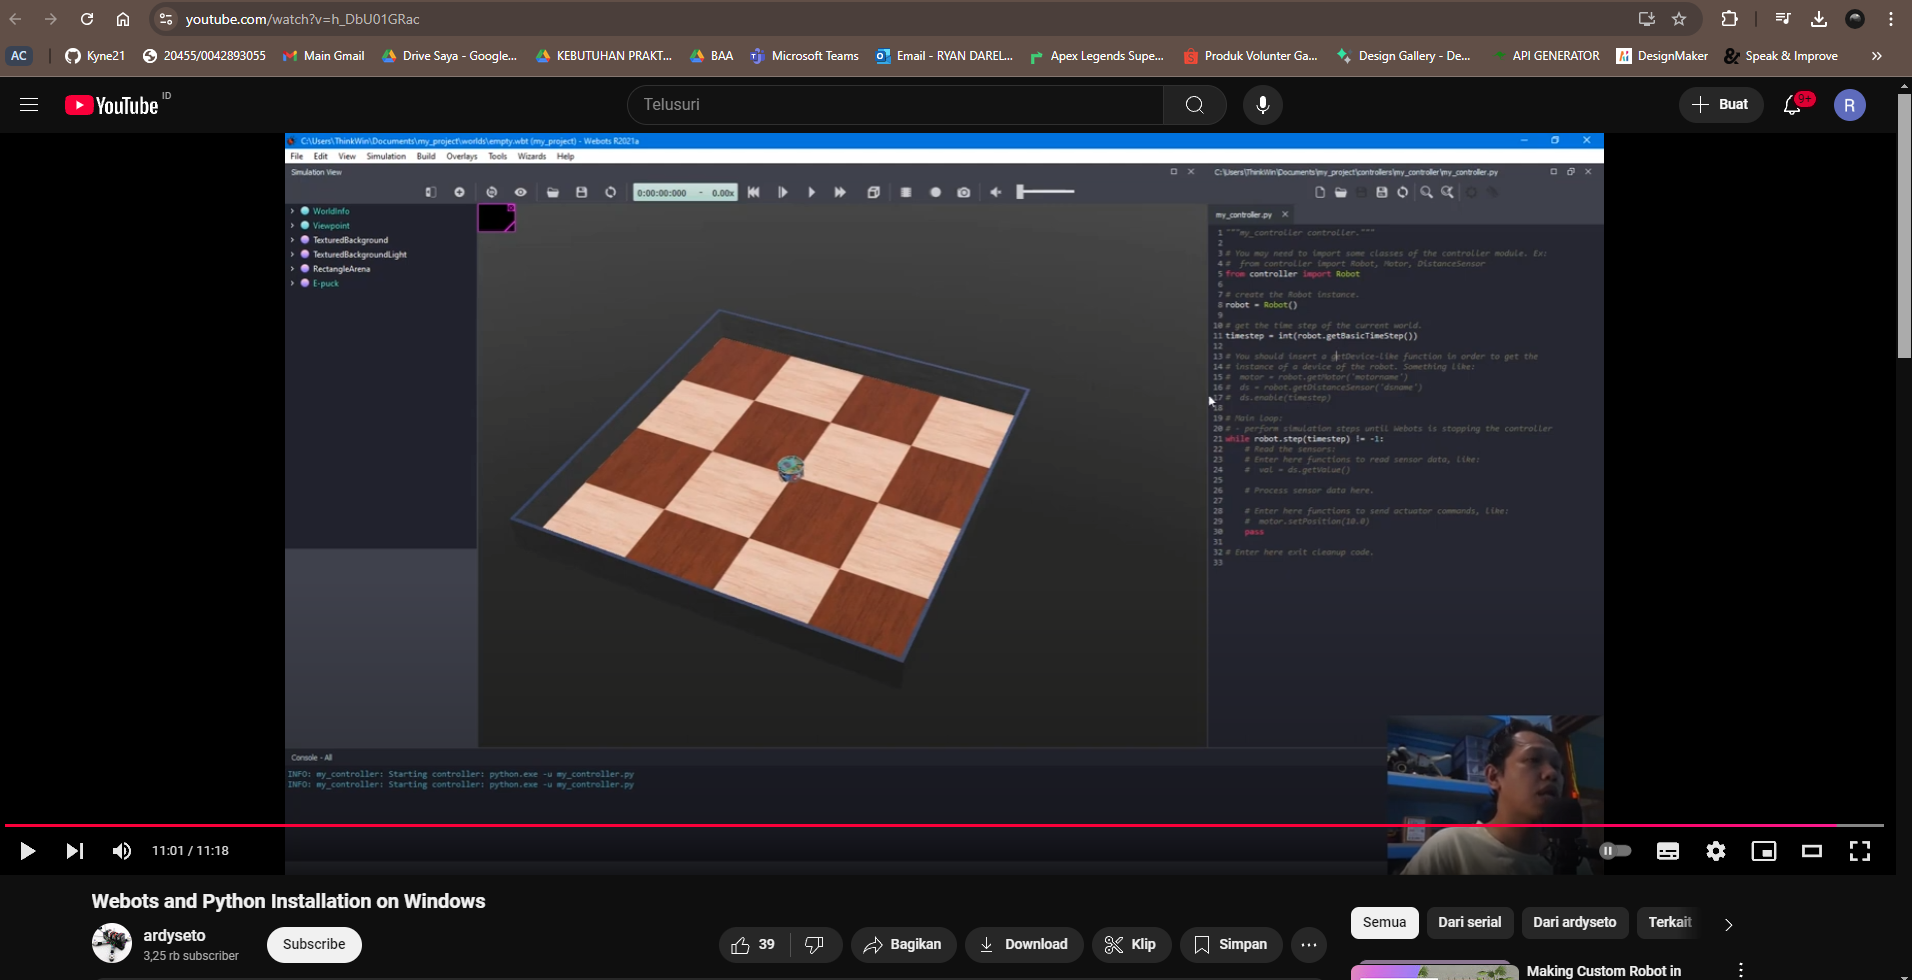 youtube.com/watch?v=h_DbU01GRac
AC
Kyne21
20455/0042893055
Main Gmail
Drive Saya - Google...
KEBUTUHAN PRAKT...
BAA
Microsoft Teams
Email - RYAN DAREL...
Apex Legends Supe...
Produk Volunter Ga...
Design Gallery - De...
API GENERATOR
DesignMaker
Speak & Improve
YouTube ID
Telusuri
Buat
9+
R
C:\Users\ThinkWin\Documents\my_project\worlds\empty.wbt (my_project) - Webots R2021a
File Edit View Simulation Build Overlays Tools Wizards Help
Simulation View
C:\Users\ThinkWin\Documents\my_project\controllers\my_controller\my_controller.py
0:00:00:000 - 0.00x
WorldInfo
Viewpoint
TexturedBackground
TexturedBackgroundLight
RectangleArena
E-puck
my_controller.py
1 """my_controller controller."""
2
3 # You may need to import some classes of the controller module. Ex:
4 #  from controller import Robot, Motor, DistanceSensor
5 from controller import Robot
6
7 # create the Robot instance.
8 robot = Robot()
9
10 # get the time step of the current world.
11 timestep = int(robot.getBasicTimeStep())
12
13 # You should insert a getDevice-like function in order to get the
14 # instance of a device of the robot. Something like:
15 #  motor = robot.getMotor('motorname')
16 #  ds = robot.getDistanceSensor('dsname')
17 #  ds.enable(timestep)
18
19 # Main loop:
20 # - perform simulation steps until Webots is stopping the controller
21 while robot.step(timestep) != -1:
22 # Read the sensors:
23 # Enter here functions to read sensor data, like:
24 #  val = ds.getValue()
25
26 # Process sensor data here.
27
28 # Enter here functions to send actuator commands, like:
29 #  motor.setPosition(10.0)
30 pass
31
32 # Enter here exit cleanup code.
33
Console - All
INFO: my_controller: Starting controller: python.exe -u my_controller.py
INFO: my_controller: Starting controller: python.exe -u my_controller.py
11:01 / 11:18
Webots and Python Installation on Windows
ardyseto
3,25 rb subscriber
Subscribe
39
Bagikan
Download
Klip
Simpan
Semua
Dari serial
Dari ardyseto
Terkait
Making Custom Robot in